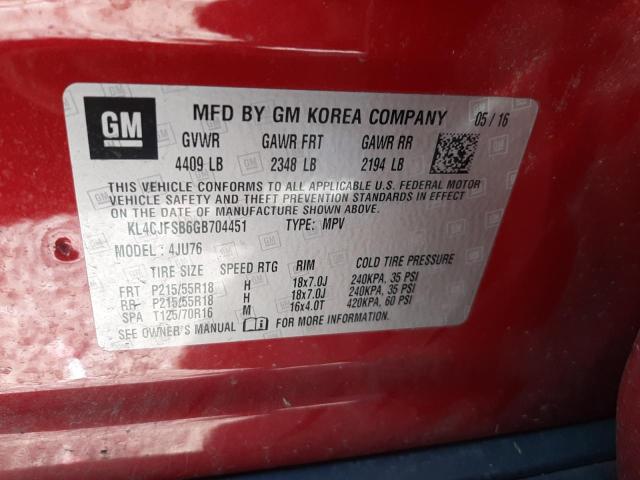 GM MFD BY GM KOREA COMPANY 05 / 16
GVWR GAWR FRT GAWR RR
4409 LB 2348 LB 2194 LB
THIS VEHICLE CONFORMS TO ALL APPLICABLE U.S. FEDERAL MOTOR
VEHICLE SAFETY AND THEFT PREVENTION STANDARDS IN EFFECT
ON THE DATE OF MANUFACTURE SHOWN ABOVE.
KL4CJFSB6GB704451 TYPE: MPV
MODEL: 4JU76
TIRE SIZE SPEED RTG RIM COLD TIRE PRESSURE
FRT P215/55R18 H 18x7.0J 240KPA, 35 PSI
RR P215/55R18 H 18x7.0J 240KPA, 35 PSI
SPA T125/70R16 M 16x4.0T 420KPA, 60 PSI
SEE OWNER'S MANUAL i FOR MORE INFORMATION.